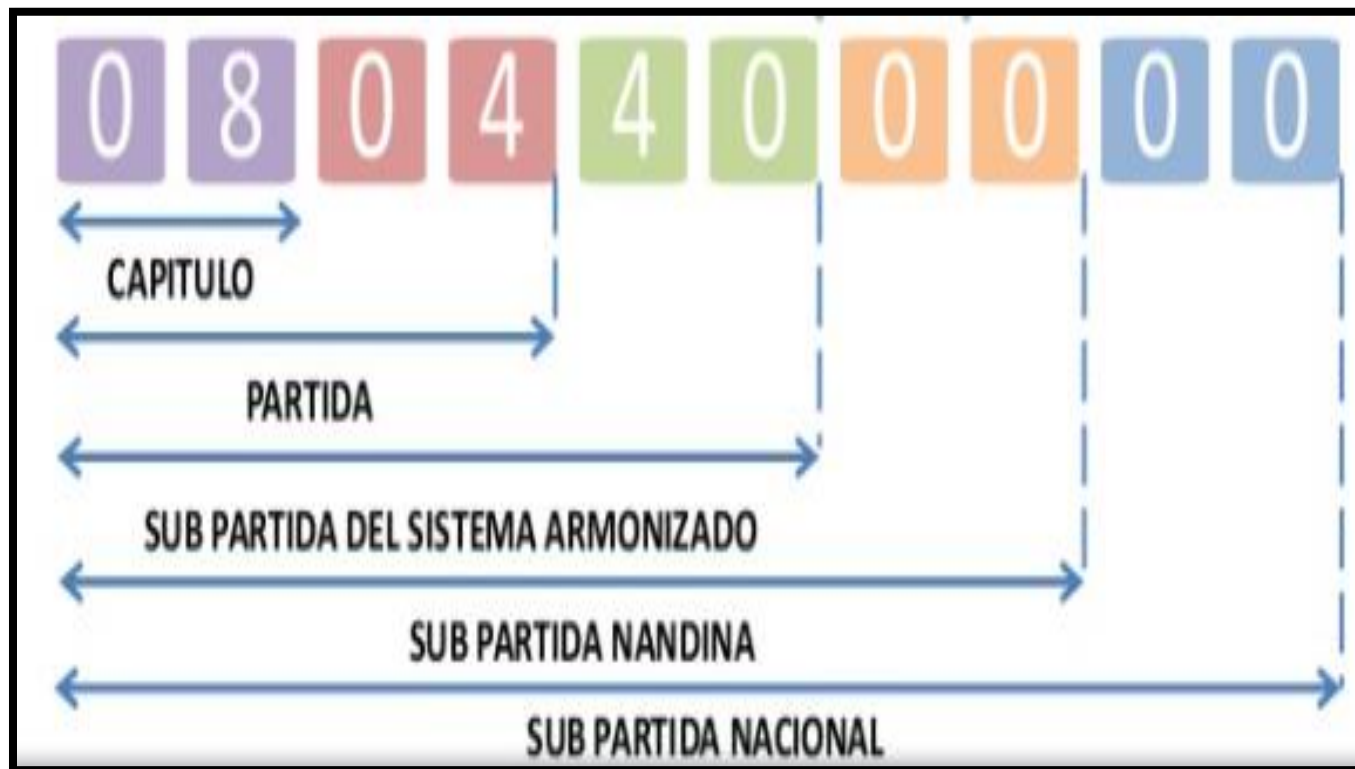 0 8 0 4 4 0 0 0 0 0
CAPITULO
PARTIDA
SUB PARTIDA DEL SISTEMA ARMONIZADO
SUB PARTIDA NANDINA
SUB PARTIDA NACIONAL